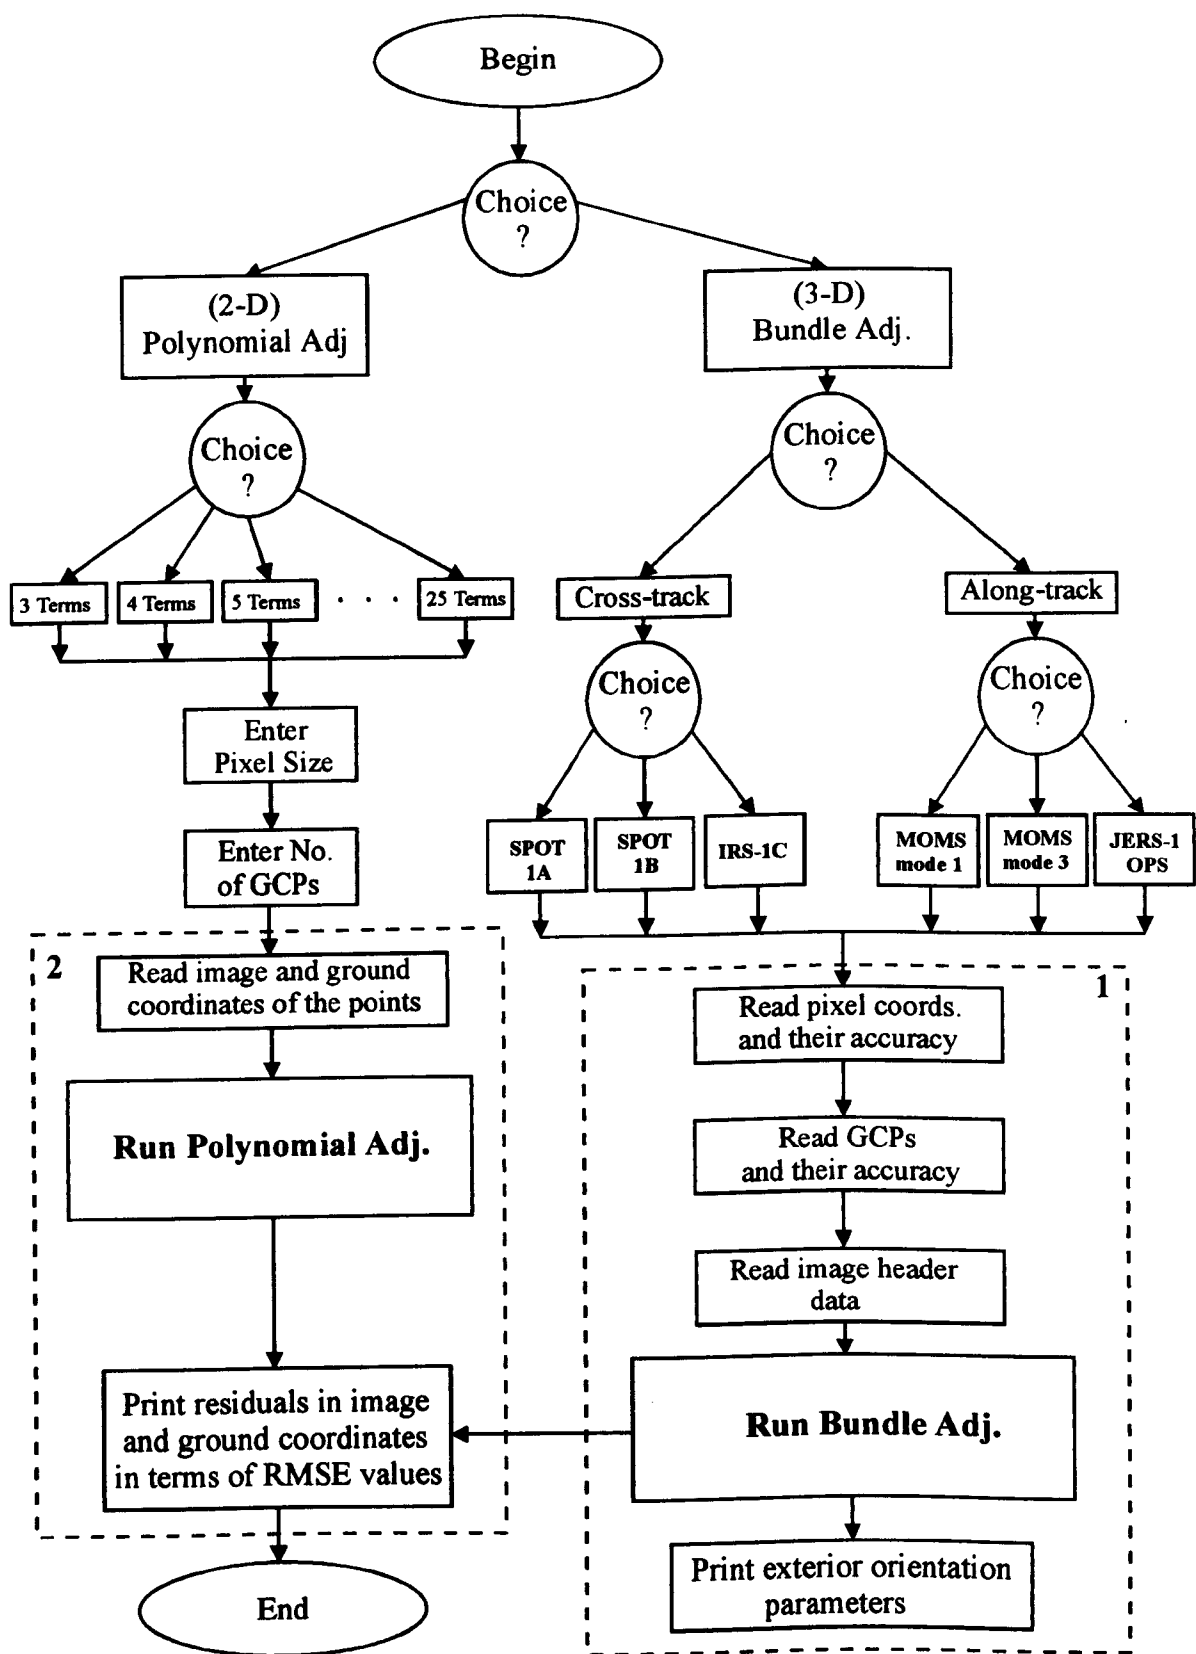 Begin
Choice
?
(2-D)
Polynomial Adj
(3-D)
Bundle Adj.
Choice
?
Choice
?
3 Terms
4 Terms
5 Terms
. . . .
25 Terms
Cross-track
Along-track
Choice
?
Choice
?
Enter
Pixel Size
Enter No.
of GCPs
SPOT
1A
SPOT
1B
IRS-1C
MOMS
mode 1
MOMS
mode 3
JERS-1
OPS
2
Read image and ground
coordinates of the points
Run Polynomial Adj.
Print residuals in image
and ground coordinates
in terms of RMSE values
End
1
Read pixel coords.
and their accuracy
Read GCPs
and their accuracy
Read image header
data
Run Bundle Adj.
Print exterior orientation
parameters